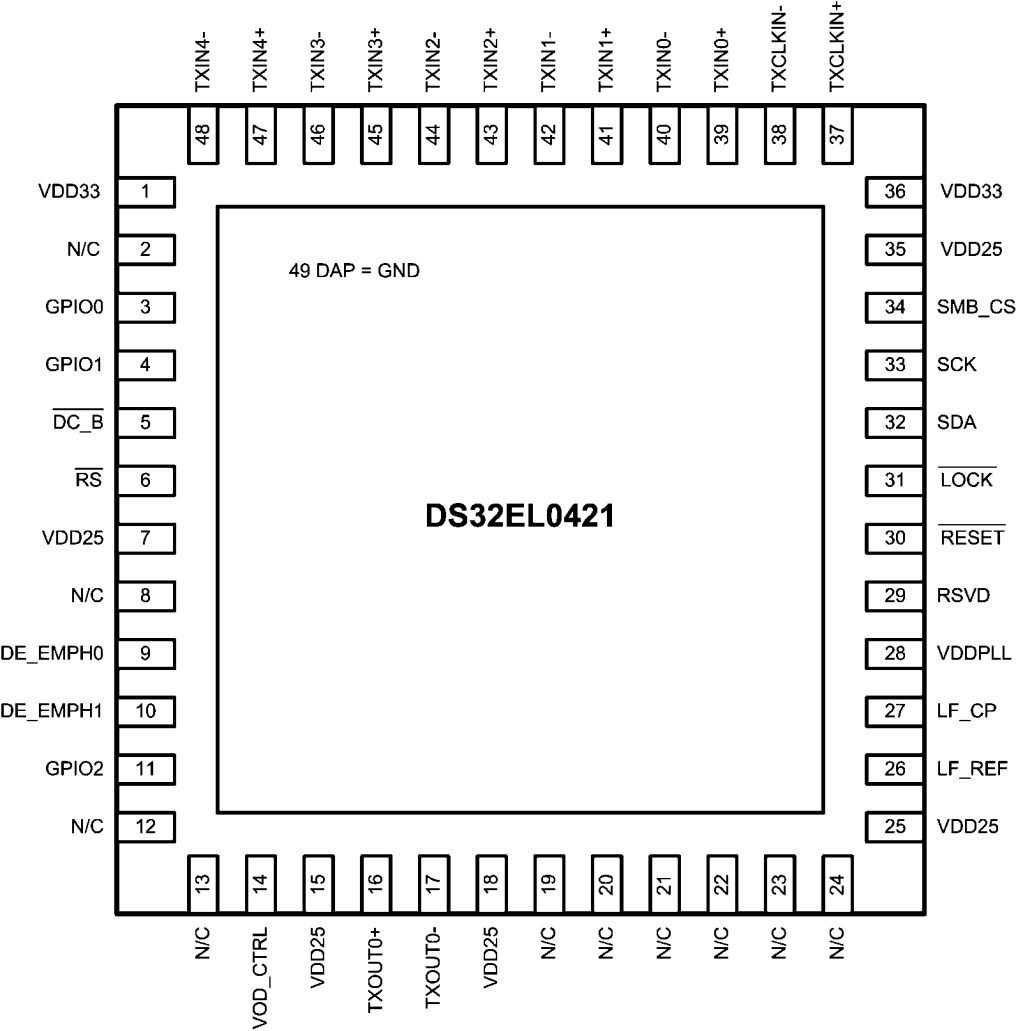 TXIN4- TXIN4+ TXIN3- TXIN3+ TXIN2- TXIN2+ TXIN1- TXIN1+ TXIN0- TXIN0+ TXCLKIN- TXCLKIN+
48 47 46 45 44 43 42 41 40 39 38 37
VDD33 1 36 VDD33
N/C 2 35 VDD25
49 DAP = GND
GPIO0 3 34 SMB_CS
GPIO1 4 33 SCK
DC_B 5 32 SDA
RS 6 31 LOCK
DS32EL0421
VDD25 7 30 RESET
N/C 8 29 RSVD
DE_EMPH0 9 28 VDDPLL
DE_EMPH1 10 27 LF_CP
GPIO2 11 26 LF_REF
N/C 12 25 VDD25
13 14 15 16 17 18 19 20 21 22 23 24
N/C VOD_CTRL VDD25 TXOUT0+ TXOUT0- VDD25 N/C N/C N/C N/C N/C N/C